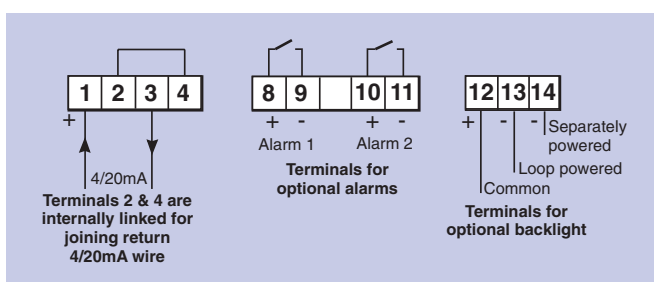 1 2 3 4
+
4/20mA
Terminals 2 & 4 are
internally linked for
joining return
4/20mA wire
8 9 10 11
+ - + -
Alarm 1 Alarm 2
Terminals for
optional alarms
12 13 14
+ - -
Separately
powered
Loop powered
Common
Terminals for
optional backlight